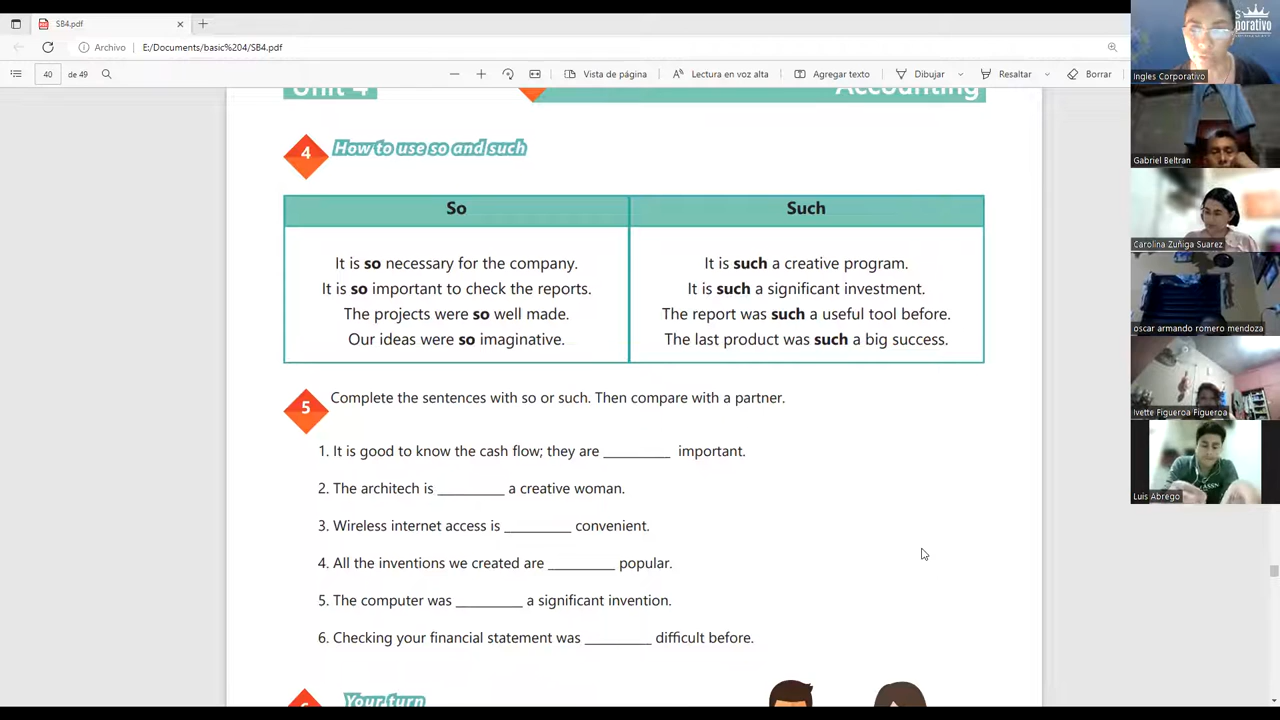 SB4.pdf
Archivo
E:/Documents/basic%204/SB4.pdf
40
de 49
Vista de página
Lectura en voz alta
Agregar texto
Dibujar
Resaltar
Borrar
Unit 4
Accounting
4
How to use so and such
So
Such
It is so necessary for the company.
It is so important to check the reports.
The projects were so well made.
Our ideas were so imaginative.
It is such a creative program.
It is such a significant investment.
The report was such a useful tool before.
The last product was such a big success.
5
Complete the sentences with so or such. Then compare with a partner.
1. It is good to know the cash flow; they are _________ important.
2. The architech is _________ a creative woman.
3. Wireless internet access is _________ convenient.
4. All the inventions we created are _________ popular.
5. The computer was _________ a significant invention.
6. Checking your financial statement was _________ difficult before.
6
Your turn
Ingles Corporativo
Gabriel Beltran
Carolina Zuñiga Suarez
oscar armando romero mendoza
Ivette Figueroa Figueroa
Luis Abrego